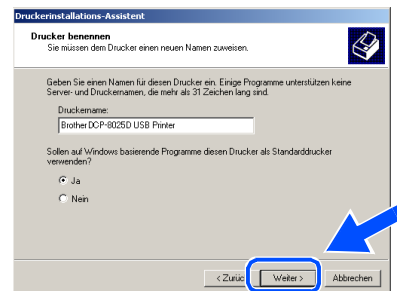 Druckerinstallations-Assistent
Drucker benennen
Sie müssen dem Drucker einen neuen Namen zuweisen.
Geben Sie einen Namen für diesen Drucker ein. Einige Programme unterstützen keine
Server- und Druckernamen, die mehr als 31 Zeichen lang sind.
Druckername:
Brother DCP-8025D USB Printer
Sollen auf Windows basierende Programme diesen Drucker als Standarddrucker
verwenden?
Ja
Nein
< Zurüc Weiter > Abbrechen